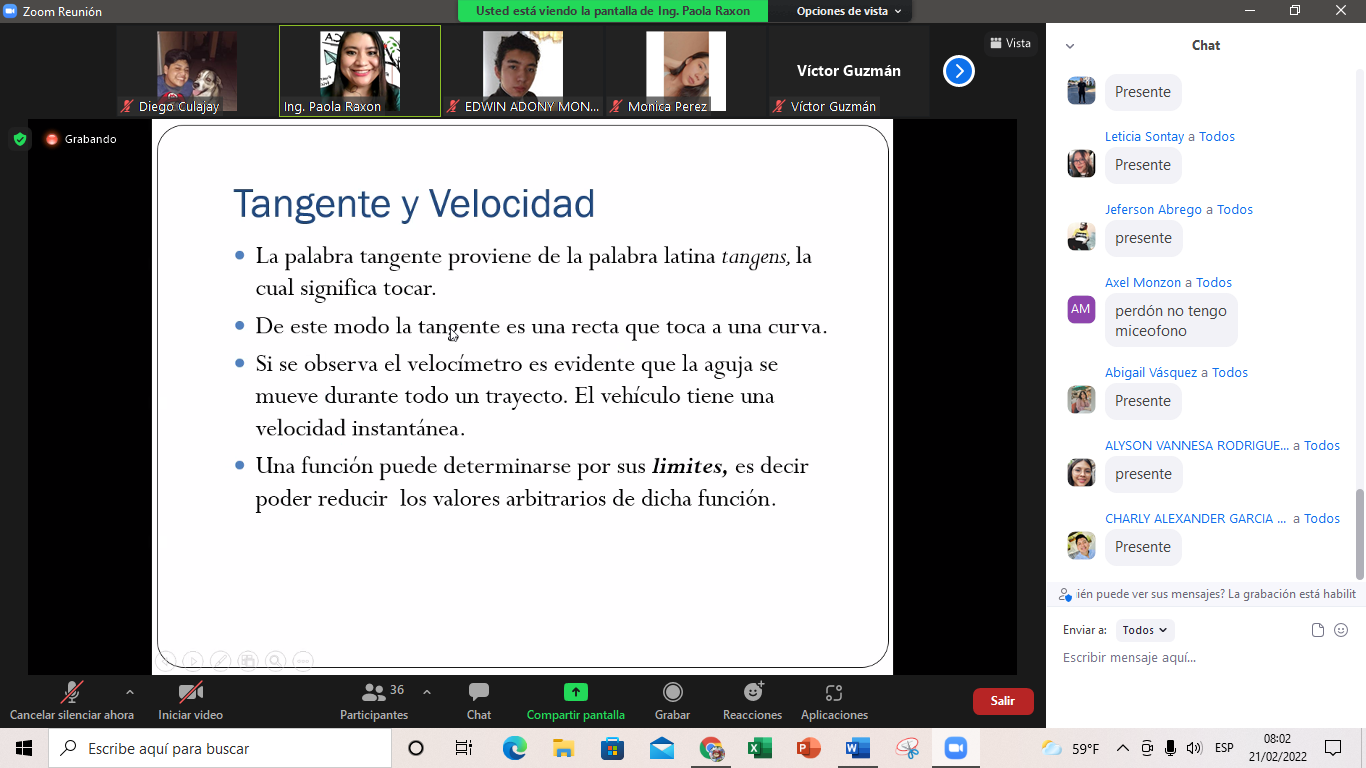 Zoom Reunión
Usted está viendo la pantalla de Ing. Paola Raxon
Opciones de vista
Diego Culajay
Ing. Paola Raxon
EDWIN ADONY MON...
Monica Perez
Víctor Guzmán
Víctor Guzmán
Vista
Grabando
Tangente y Velocidad
La palabra tangente proviene de la palabra latina tangens, la
cual significa tocar.
De este modo la tangente es una recta que toca a una curva.
Si se observa el velocímetro es evidente que la aguja se
mueve durante todo un trayecto. El vehículo tiene una
velocidad instantánea.
Una función puede determinarse por sus limites, es decir
poder reducir los valores arbitrarios de dicha función.
Chat
Presente
Leticia Sontay a Todos
Presente
Jeferson Abrego a Todos
presente
Axel Monzon a Todos
AM
perdón no tengo
miceofono
Abigail Vásquez a Todos
Presente
ALYSON VANNESA RODRIGUE... a Todos
presente
CHARLY ALEXANDER GARCIA ... a Todos
Presente
ién puede ver sus mensajes? La grabación está habilit
Enviar a: Todos
Escribir mensaje aquí...
Cancelar silenciar ahora
Iniciar video
Participantes
36
Chat
Compartir pantalla
Grabar
Reacciones
Aplicaciones
Salir
Escribe aquí para buscar
59°F
ESP
08:02
21/02/2022